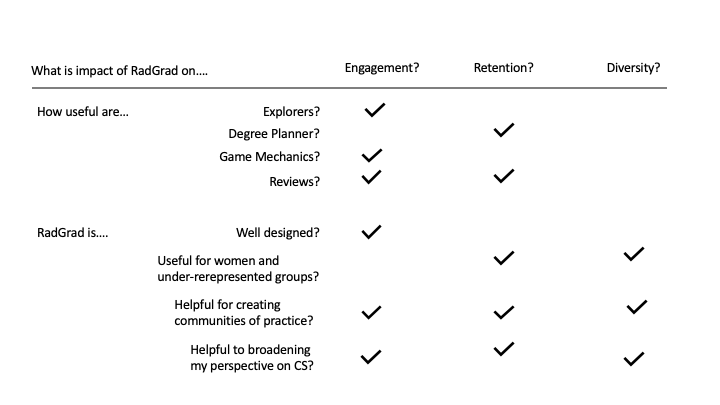 What is impact of RadGrad on.... Engagement? Retention? Diversity?
How useful are... Explorers?
Degree Planner?
Game Mechanics?
Reviews?
RadGrad is.... Well designed?
Useful for women and
under-rerepresented groups?
Helpful for creating
communities of practice?
Helpful to broadening
my perspective on CS?